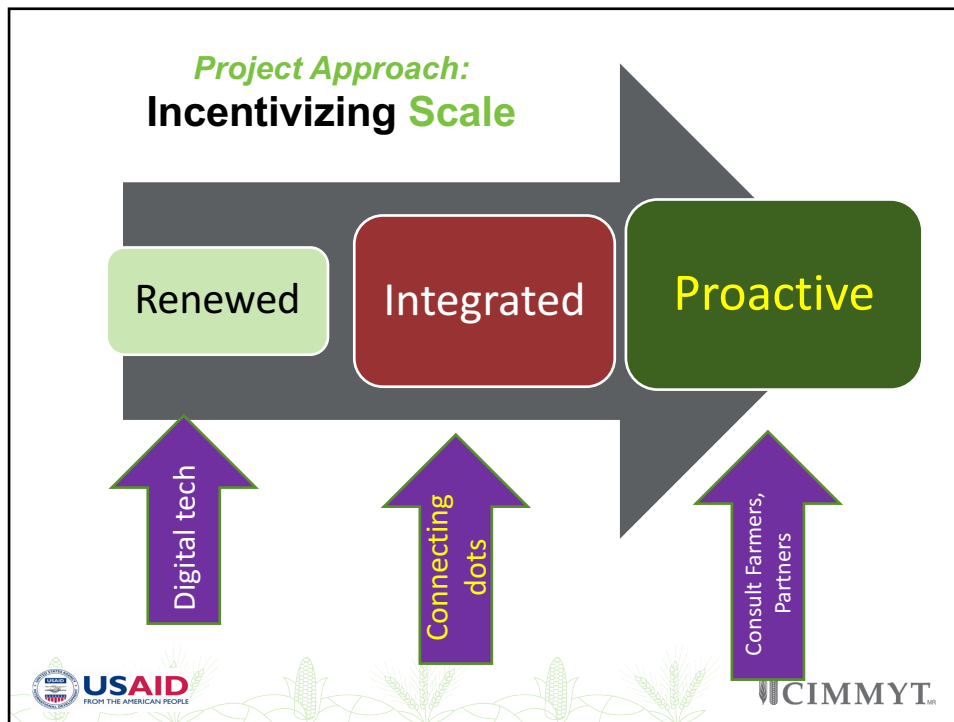 Project Approach:
Incentivizing Scale
Renewed
Integrated
Proactive
Digital tech
Connecting
dots
Consult Farmers,
Partners
USAID
FROM THE AMERICAN PEOPLE
CIMMYT MR